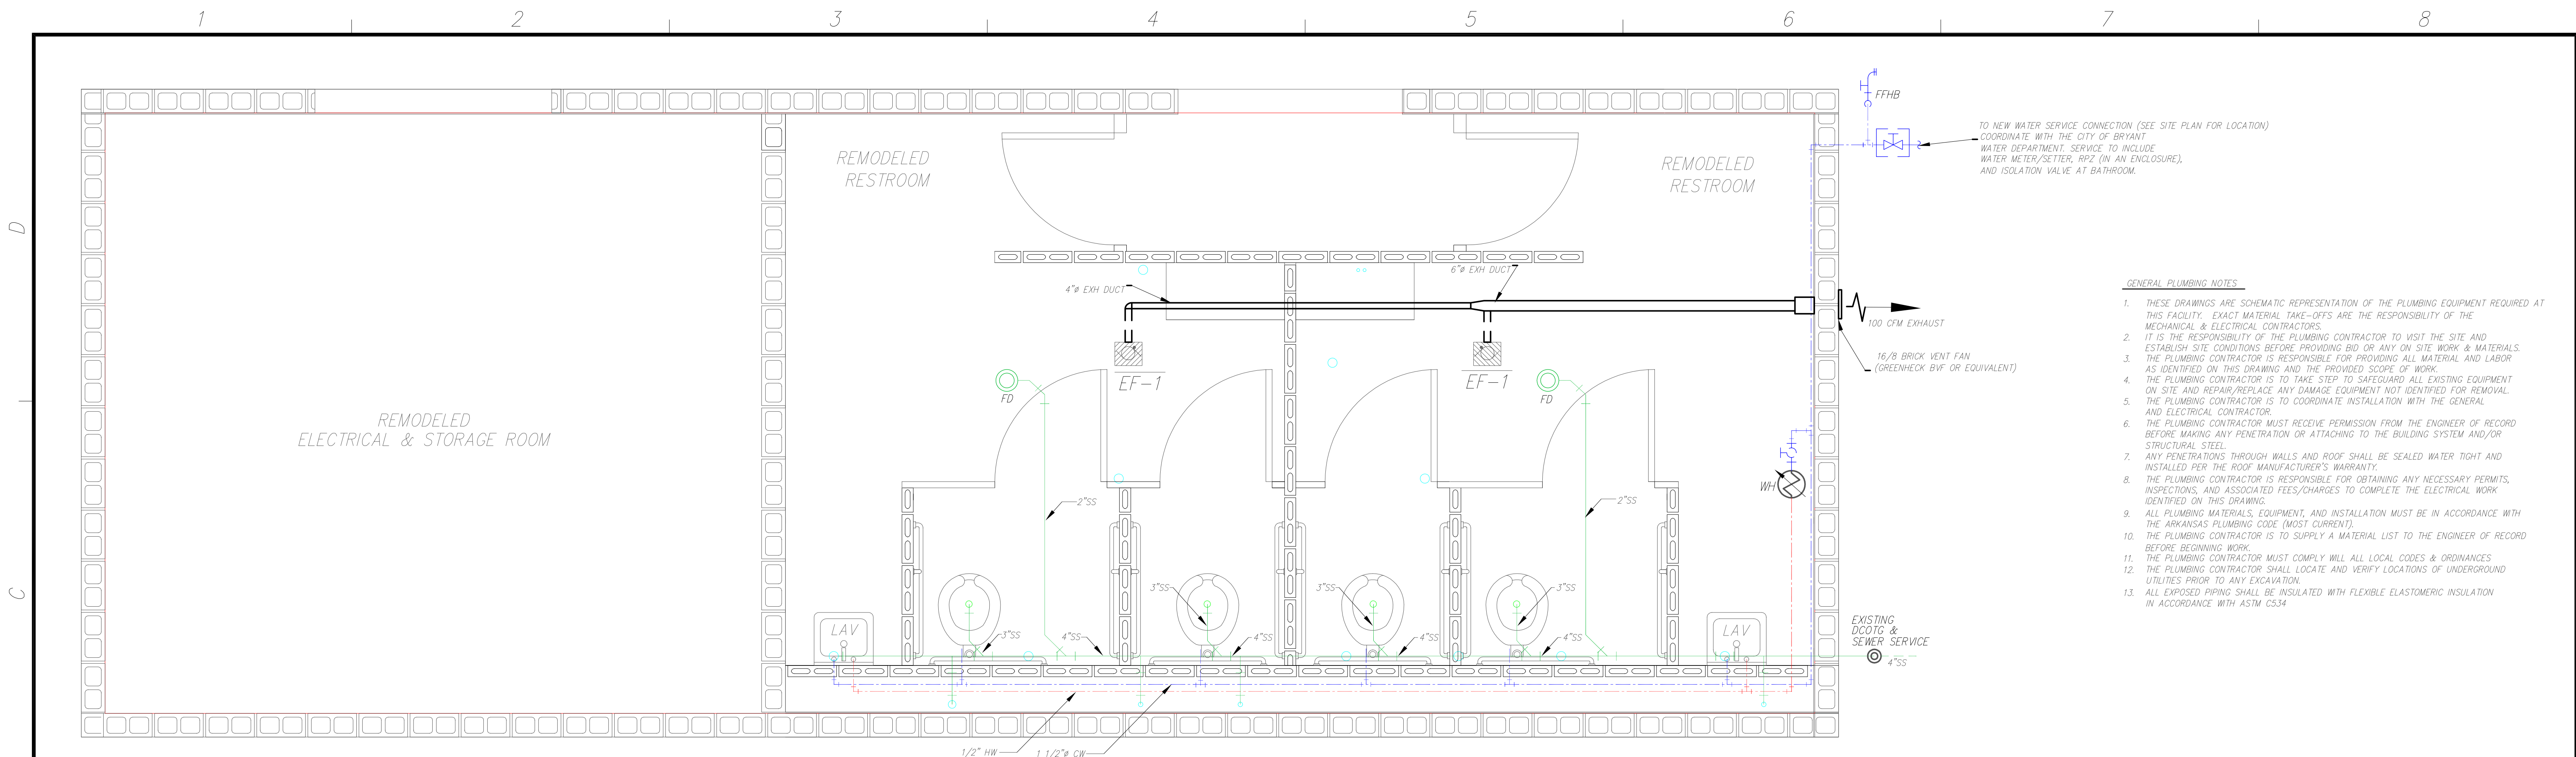 1 2 3 4 5 6 7 8
D
C
FFHB
TO NEW WATER SERVICE CONNECTION (SEE SITE PLAN FOR LOCATION)
COORDINATE WITH THE CITY OF BRYANT
WATER DEPARTMENT. SERVICE TO INCLUDE
WATER METER/SETTER, RPZ (IN AN ENCLOSURE),
AND ISOLATION VALVE AT BATHROOM.
REMODELED
RESTROOM
REMODELED
RESTROOM
6"ø EXH DUCT
4"ø EXH DUCT
100 CFM EXHAUST
16/8 BRICK VENT FAN
(GREENHECK BVF OR EQUIVALENT)
EF-1
EF-1
FD
FD
REMODELED
ELECTRICAL & STORAGE ROOM
WH
2"SS
2"SS
3"SS
3"SS
3"SS
LAV
3"SS
4"SS
4"SS
4"SS
4"SS
LAV
EXISTING
DCOTG &
SEWER SERVICE
4"SS
1/2" HW
1 1/2"ø CW
GENERAL PLUMBING NOTES
1. THESE DRAWINGS ARE SCHEMATIC REPRESENTATION OF THE PLUMBING EQUIPMENT REQUIRED AT
THIS FACILITY. EXACT MATERIAL TAKE-OFFS ARE THE RESPONSIBILITY OF THE
MECHANICAL & ELECTRICAL CONTRACTORS.
2. IT IS THE RESPONSIBILITY OF THE PLUMBING CONTRACTOR TO VISIT THE SITE AND
ESTABLISH SITE CONDITIONS BEFORE PROVIDING BID OR ANY ON SITE WORK & MATERIALS.
3. THE PLUMBING CONTRACTOR IS RESPONSIBLE FOR PROVIDING ALL MATERIAL AND LABOR
AS IDENTIFIED ON THIS DRAWING AND THE PROVIDED SCOPE OF WORK.
4. THE PLUMBING CONTRACTOR IS TO TAKE STEP TO SAFEGUARD ALL EXISTING EQUIPMENT
ON SITE AND REPAIR/REPLACE ANY DAMAGE EQUIPMENT NOT IDENTIFIED FOR REMOVAL.
5. THE PLUMBING CONTRACTOR IS TO COORDINATE INSTALLATION WITH THE GENERAL
AND ELECTRICAL CONTRACTOR.
6. THE PLUMBING CONTRACTOR MUST RECEIVE PERMISSION FROM THE ENGINEER OF RECORD
BEFORE MAKING ANY PENETRATION OR ATTACHING TO THE BUILDING SYSTEM AND/OR
STRUCTURAL STEEL.
7. ANY PENETRATIONS THROUGH WALLS AND ROOF SHALL BE SEALED WATER TIGHT AND
INSTALLED PER THE ROOF MANUFACTURER'S WARRANTY.
8. THE PLUMBING CONTRACTOR IS RESPONSIBLE FOR OBTAINING ANY NECESSARY PERMITS,
INSPECTIONS, AND ASSOCIATED FEES/CHARGES TO COMPLETE THE ELECTRICAL WORK
IDENTIFIED ON THIS DRAWING.
9. ALL PLUMBING MATERIALS, EQUIPMENT, AND INSTALLATION MUST BE IN ACCORDANCE WITH
THE ARKANSAS PLUMBING CODE (MOST CURRENT).
10. THE PLUMBING CONTRACTOR IS TO SUPPLY A MATERIAL LIST TO THE ENGINEER OF RECORD
BEFORE BEGINNING WORK.
11. THE PLUMBING CONTRACTOR MUST COMPLY WILL ALL LOCAL CODES & ORDINANCES
12. THE PLUMBING CONTRACTOR SHALL LOCATE AND VERIFY LOCATIONS OF UNDERGROUND
UTILITIES PRIOR TO ANY EXCAVATION.
13. ALL EXPOSED PIPING SHALL BE INSULATED WITH FLEXIBLE ELASTOMERIC INSULATION
IN ACCORDANCE WITH ASTM C534